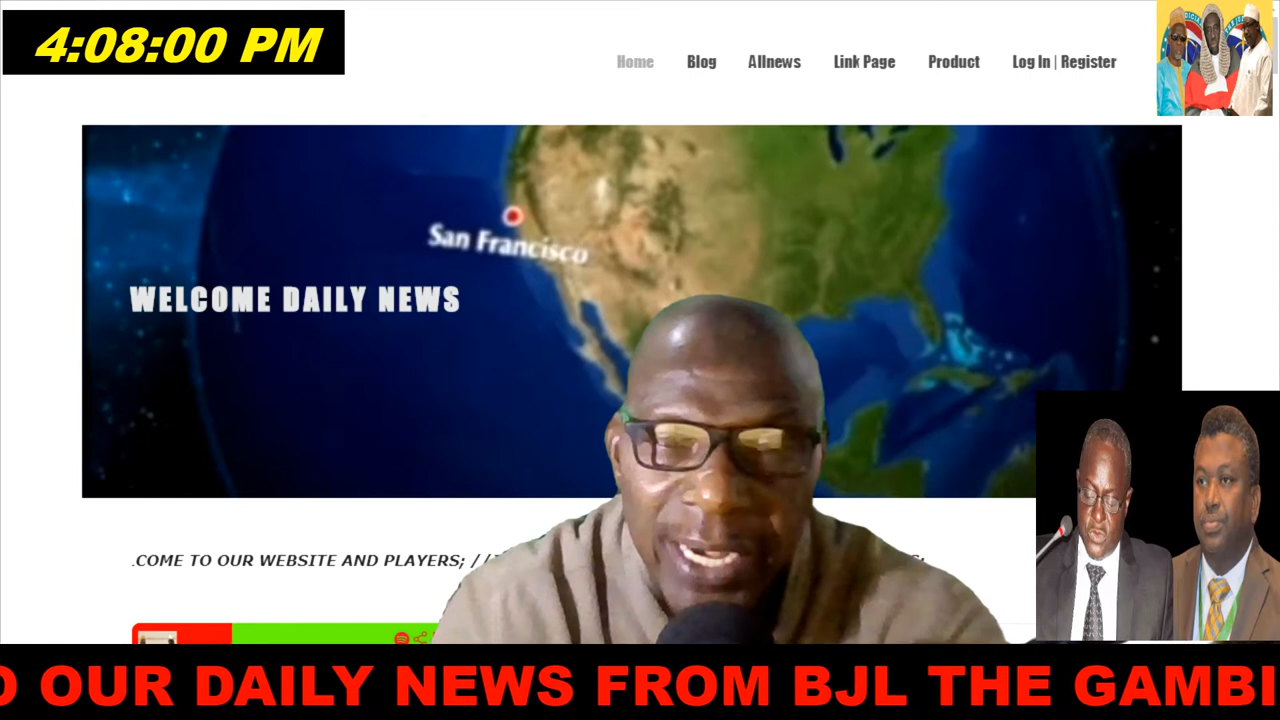 4:08:00 PM
Home Blog Allnews Link Page Product Log In | Register
San Francisco
WELCOME DAILY NEWS
.COME TO OUR WEBSITE AND PLAYERS; //
OUR DAILY NEWS FROM BJL THE GAMBI